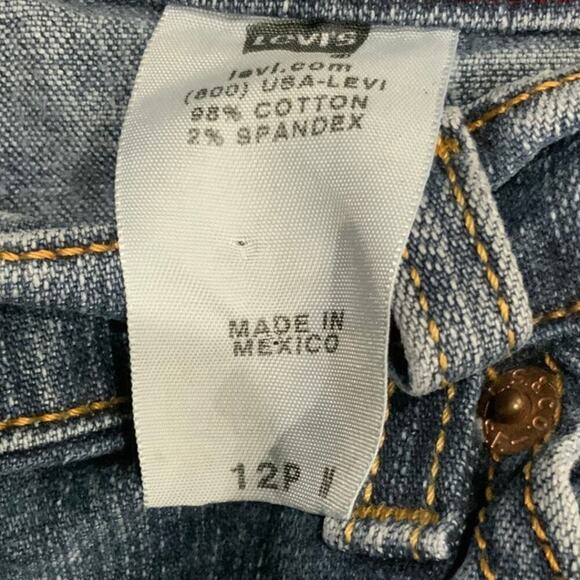 LEVI'S
levi.com
(800) USA-LEVI
98% COTTON
2% SPANDEX
MADE IN
MEXICO
12P